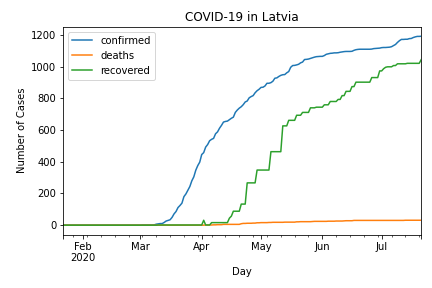 COVID-19 in Latvia
1200
1000
800
600
400
200
0
Number of Cases
confirmed
deaths
recovered
Feb
2020
Mar
Apr
May
Jun
Jul
Day